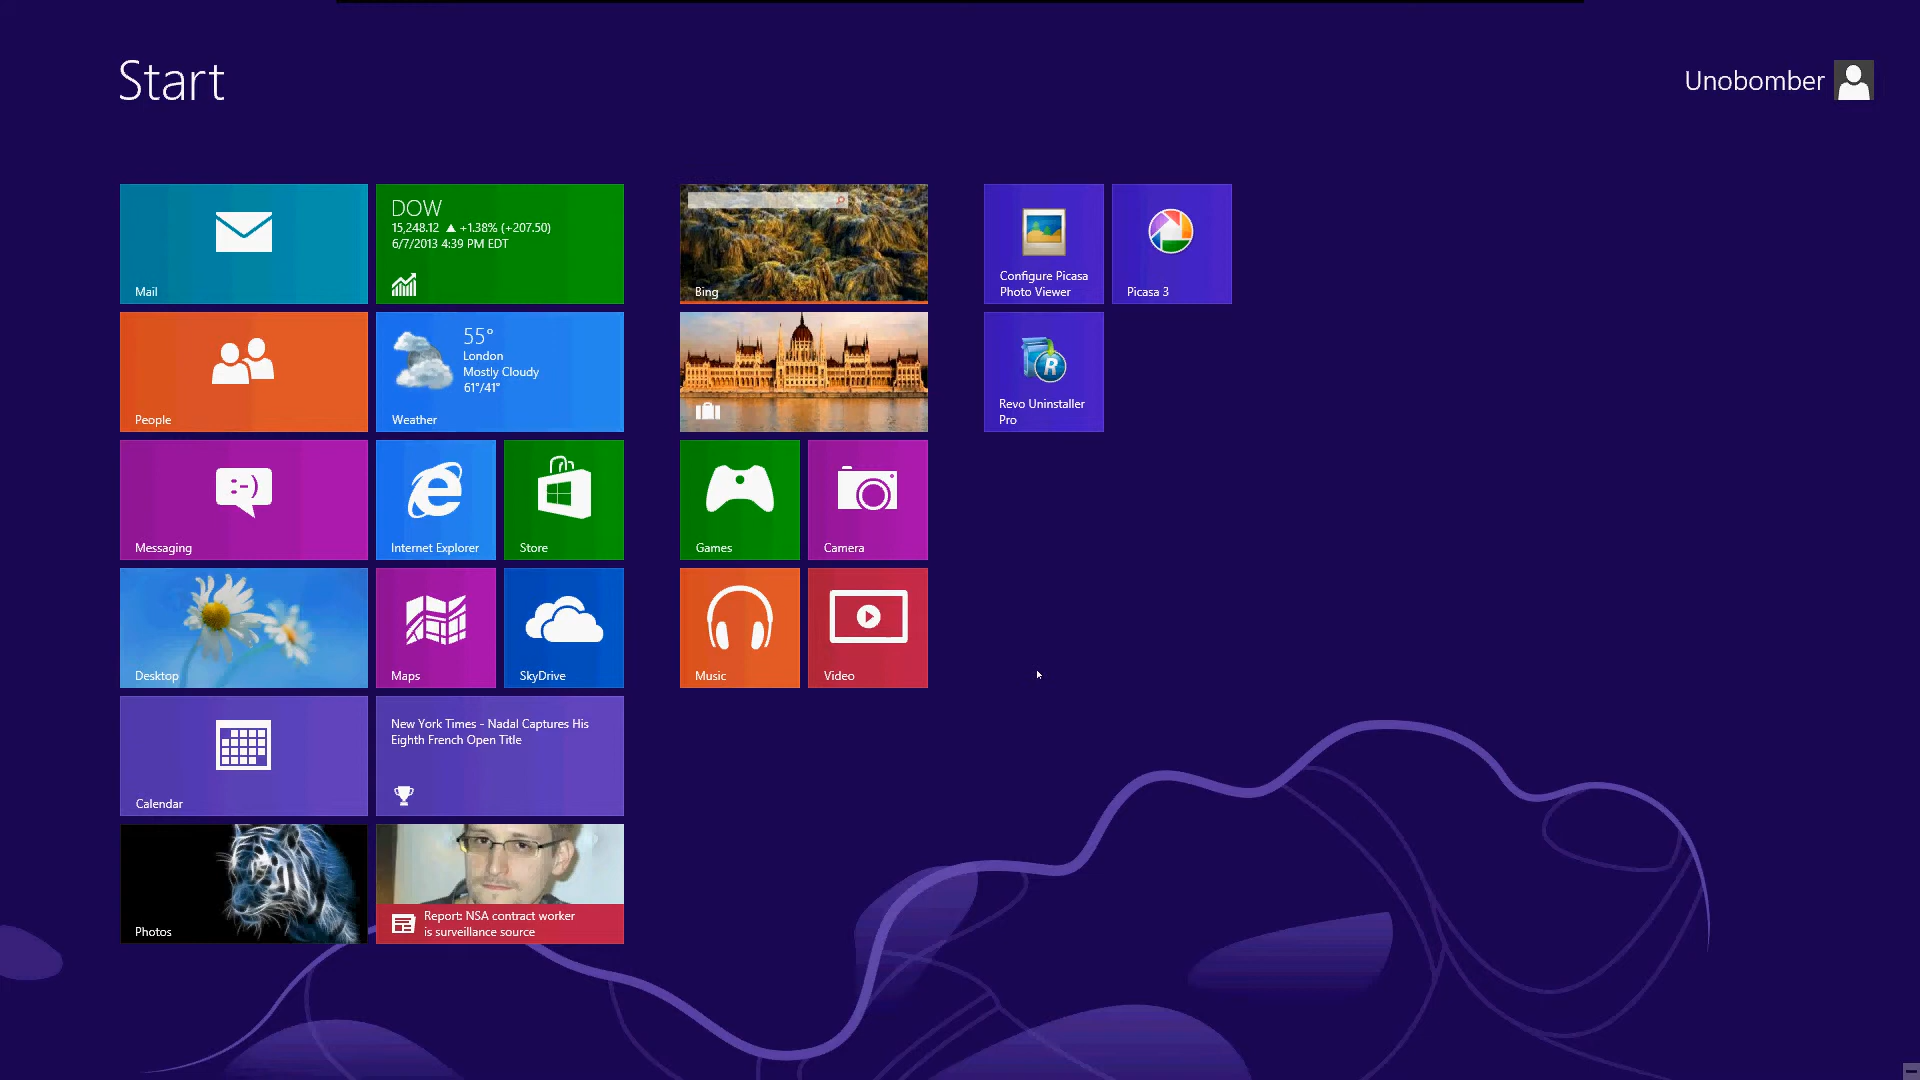 Start
Unobomber
Mail
DOW
15,248.12 ▲ +1.38% (+207.50)
6/7/2013 4:39 PM EDT
People
55°
London
Mostly Cloudy
61°/41°
Weather
Messaging
:-)
Internet Explorer
Store
Desktop
Maps
SkyDrive
Calendar
New York Times - Nadal Captures His
Eighth French Open Title
Photos
Report: NSA contract worker
is surveillance source
Bing
Games
Camera
Music
Video
Configure Picasa
Photo Viewer
Picasa 3
R
Revo Uninstaller
Pro